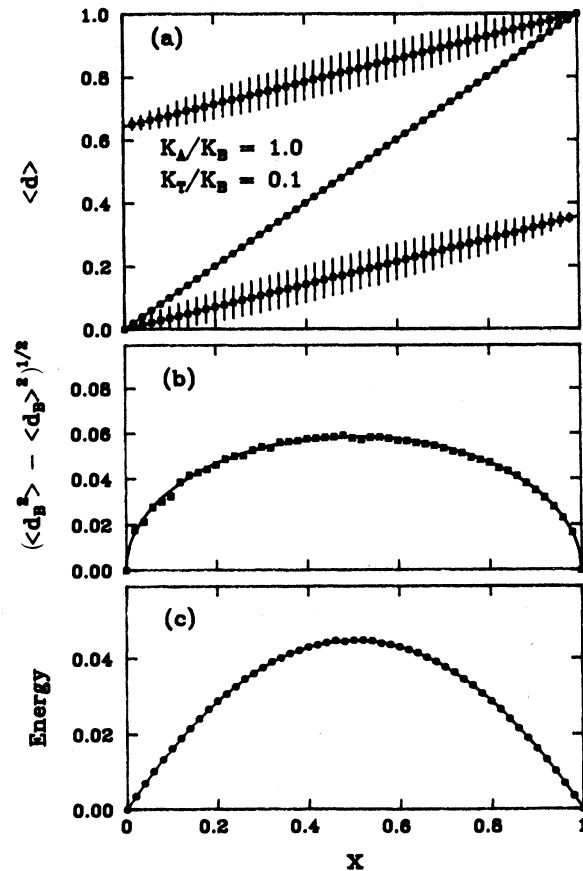 (a)
1.0
0.8
0.6
0.4
0.2
0.0
<d>
K_A/K_B = 1.0
K_T/K_B = 0.1
(b)
0.08
0.06
0.04
0.02
0.00
(<d_B^2> − <d_B>^2)^1/2
(c)
0.04
0.02
0.00
Energy
0 0.2 0.4 0.6 0.8 1
X